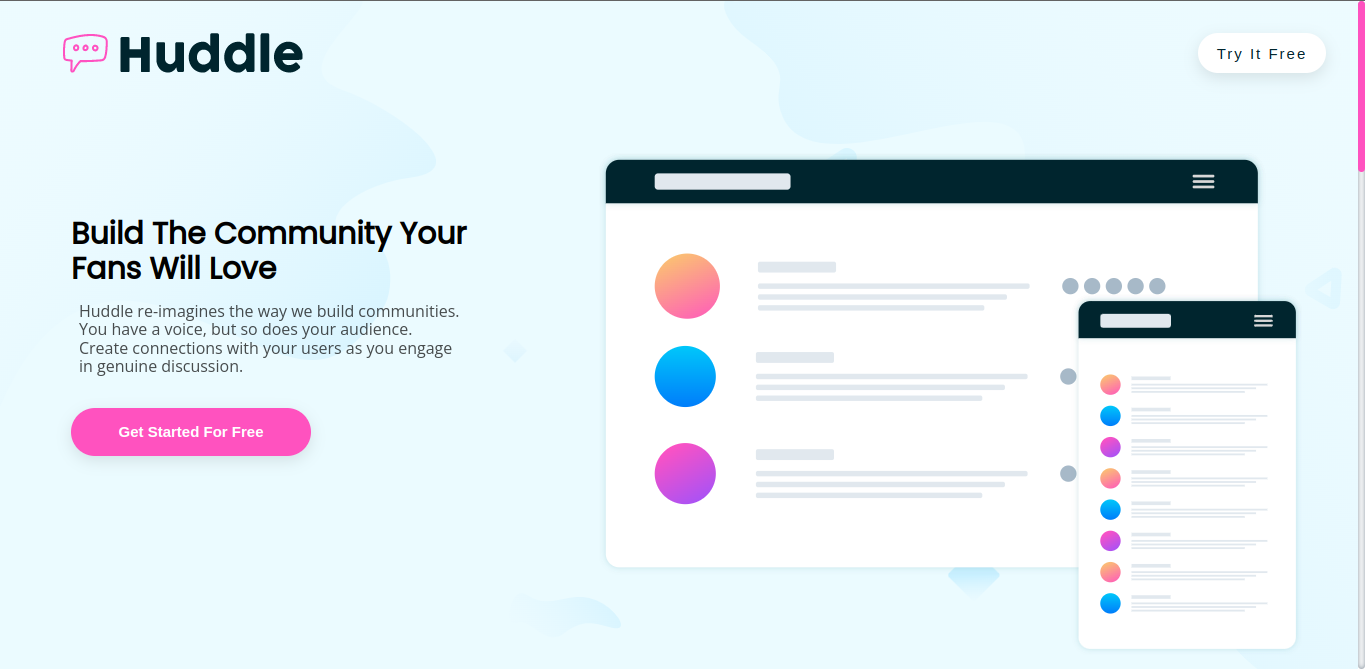 Huddle
Try It Free
Build The Community Your
Fans Will Love
Huddle re-imagines the way we build communities.
You have a voice, but so does your audience.
Create connections with your users as you engage
in genuine discussion.
Get Started For Free